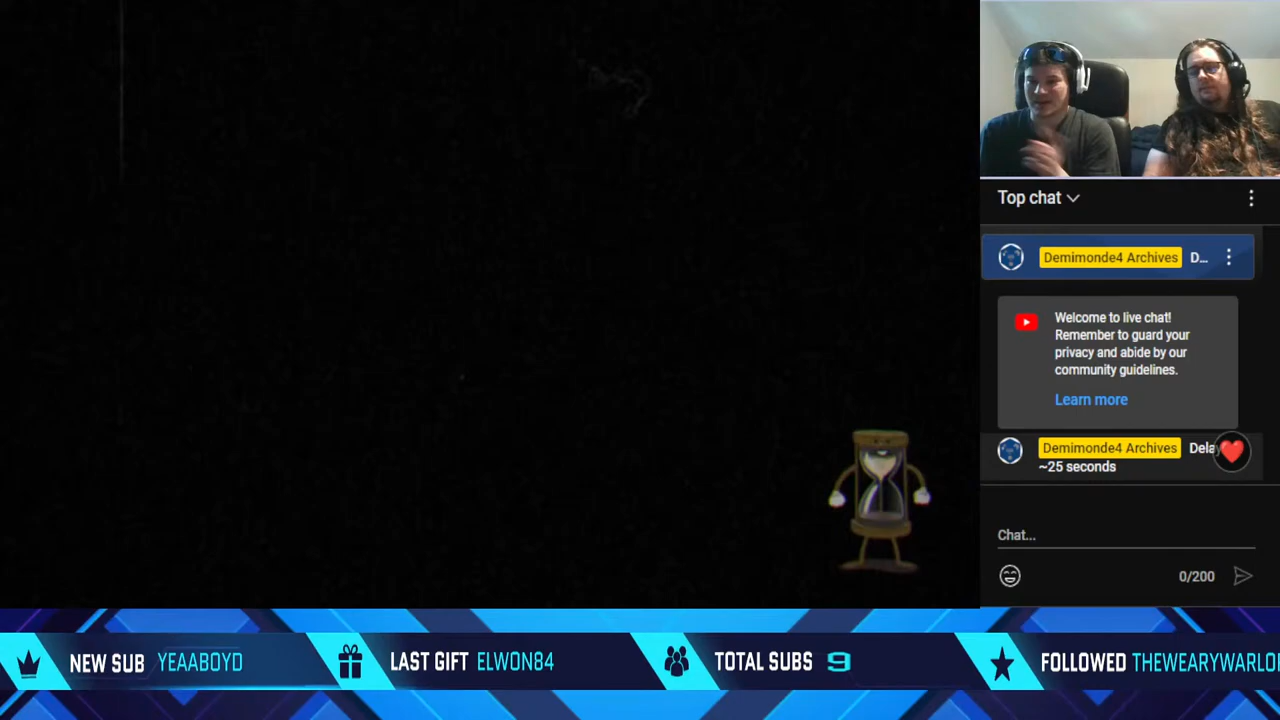 Top chat
Demimonde4 Archives D...
Welcome to live chat!
Remember to guard your
privacy and abide by our
community guidelines.
Learn more
Demimonde4 Archives
~25 seconds
Chat...
0/200
NEW SUB YEAABOYD
LAST GIFT ELWON84
TOTAL SUBS 9
FOLLOWED THEWEARYWARLO